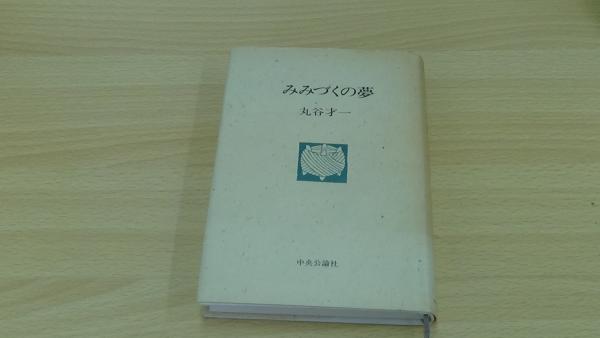 みみづくの夢
丸谷才一
中央公論社